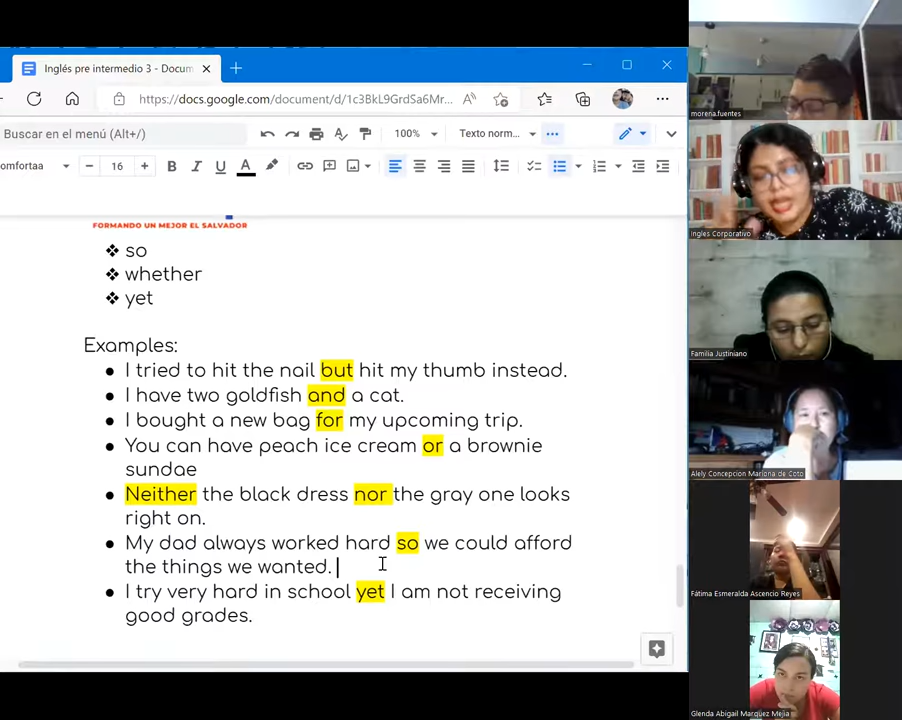 Inglés pre intermedio 3 - Docum
https://docs.google.com/document/d/1c3BkL9GrdSa6Mr...
Buscar en el menú (Alt+/)
100%
Texto norm...
omfortaa
16
FORMANDO UN MEJOR EL SALVADOR
❖ so
❖ whether
❖ yet
Examples:
● I tried to hit the nail but hit my thumb instead.
● I have two goldfish and a cat.
● I bought a new bag for my upcoming trip.
● You can have peach ice cream or a brownie
sundae
● Neither the black dress nor the gray one looks
right on.
● My dad always worked hard so we could afford
the things we wanted.
● I try very hard in school yet I am not receiving
good grades.
morena.fuentes
Ingles Corporativo
Familia Justiniano
Alely Concepcion Mariona de Coto
Fátima Esmeralda Ascencio Reyes
Glenda Abigail Marquez Mejia